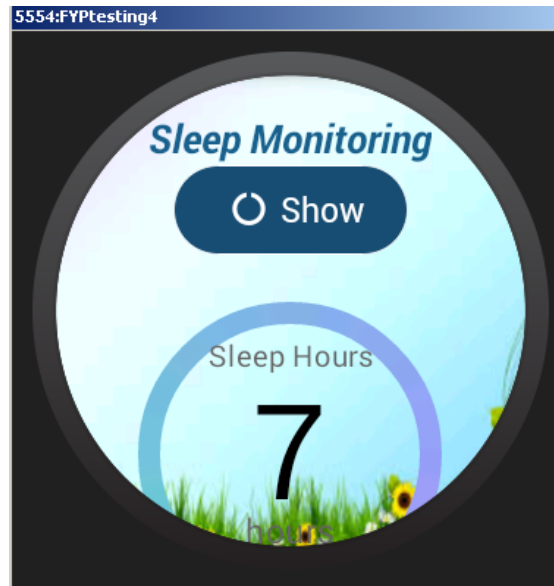 5554:FYPtesting4
Sleep Monitoring
Show
Sleep Hours
7
hours